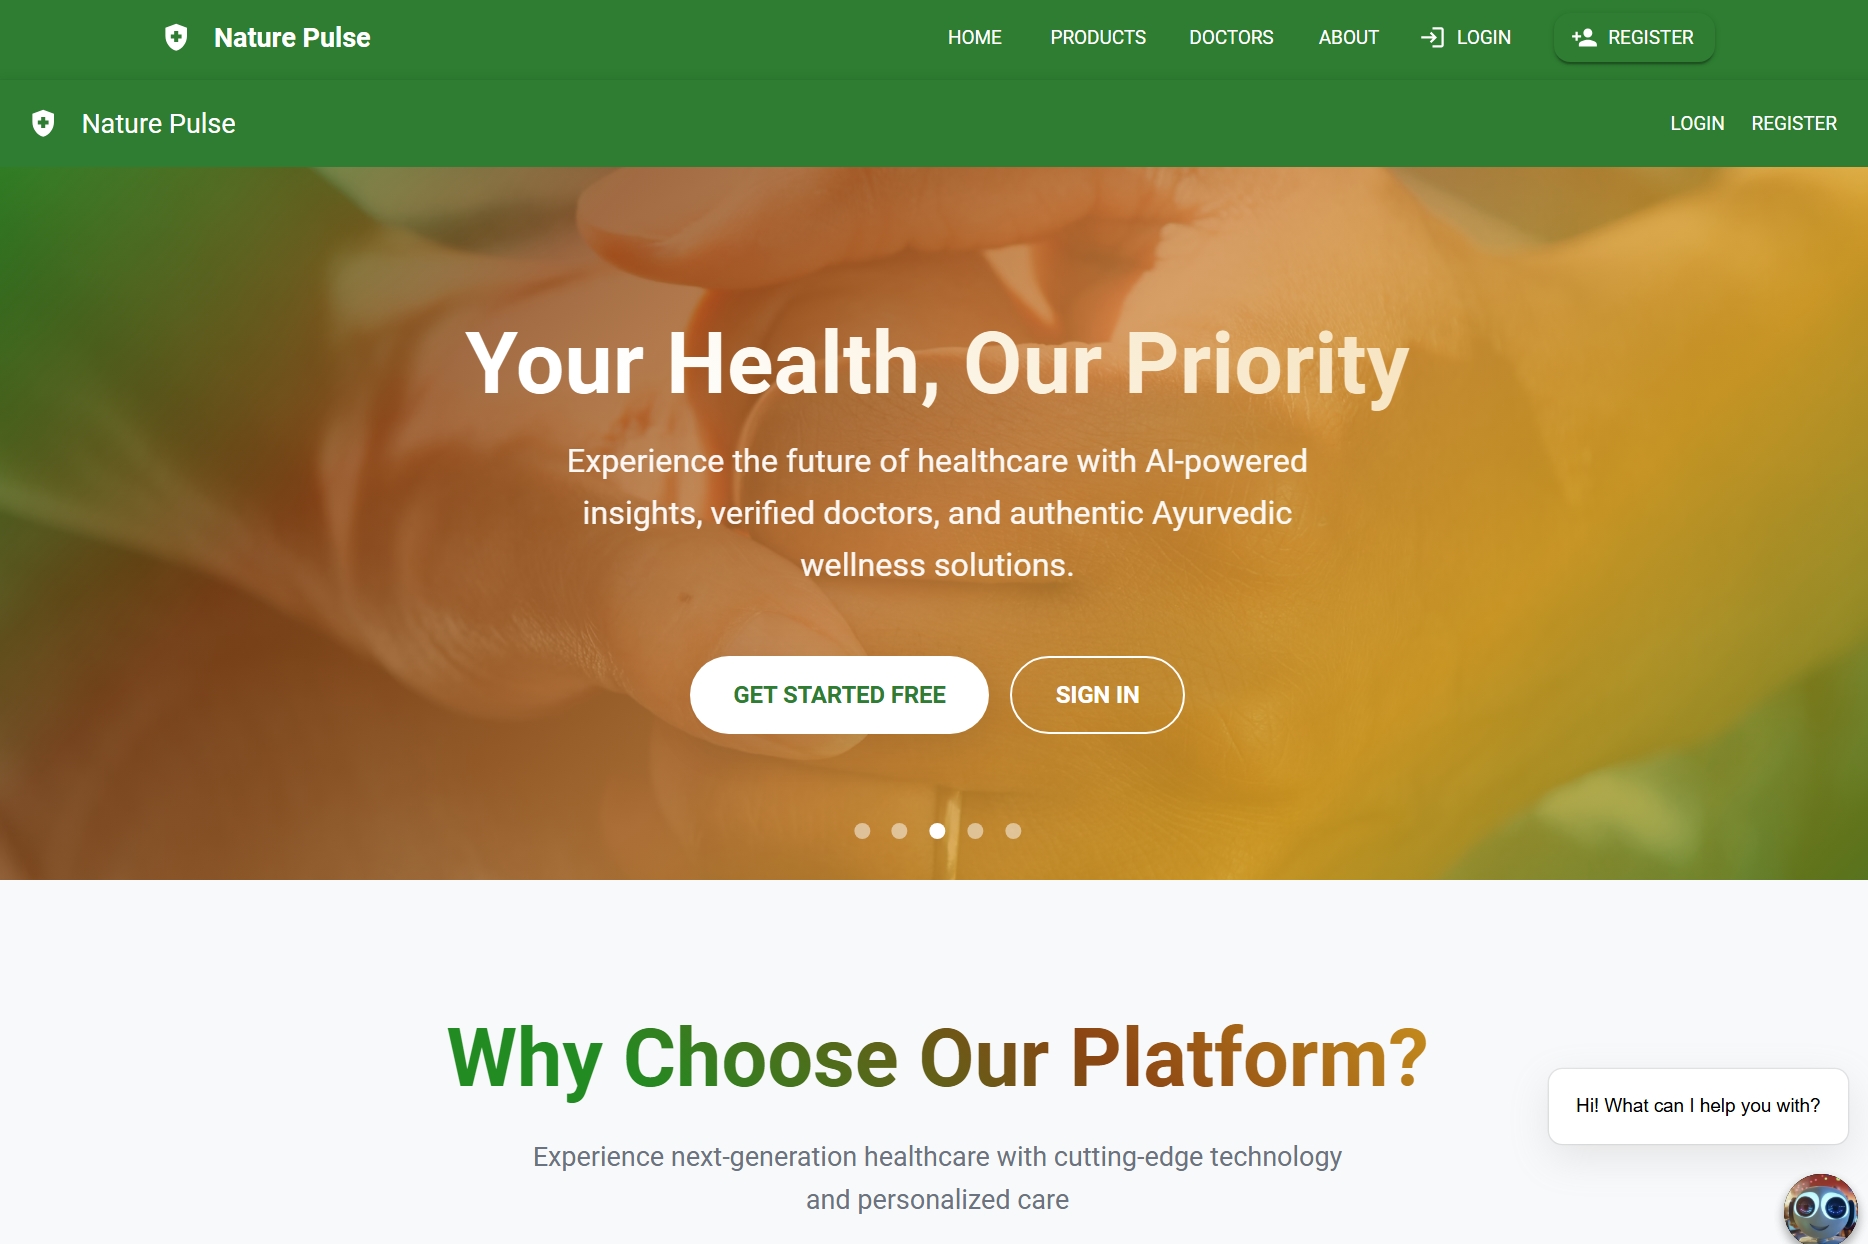 Nature Pulse
HOME
PRODUCTS
DOCTORS
ABOUT
LOGIN
REGISTER
Nature Pulse
LOGIN
REGISTER
Your Health, Our Priority
Experience the future of healthcare with AI-powered
insights, verified doctors, and authentic Ayurvedic
wellness solutions.
GET STARTED FREE
SIGN IN
Why Choose Our Platform?
Experience next-generation healthcare with cutting-edge technology
and personalized care
Hi! What can I help you with?